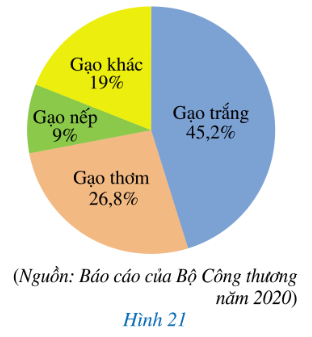 Gạo khác
19%
Gạo trắng
45,2%
Gạo nếp
9%
Gạo thơm
26,8%
(Nguồn: Báo cáo của Bộ Công thương
năm 2020)
Hình 21